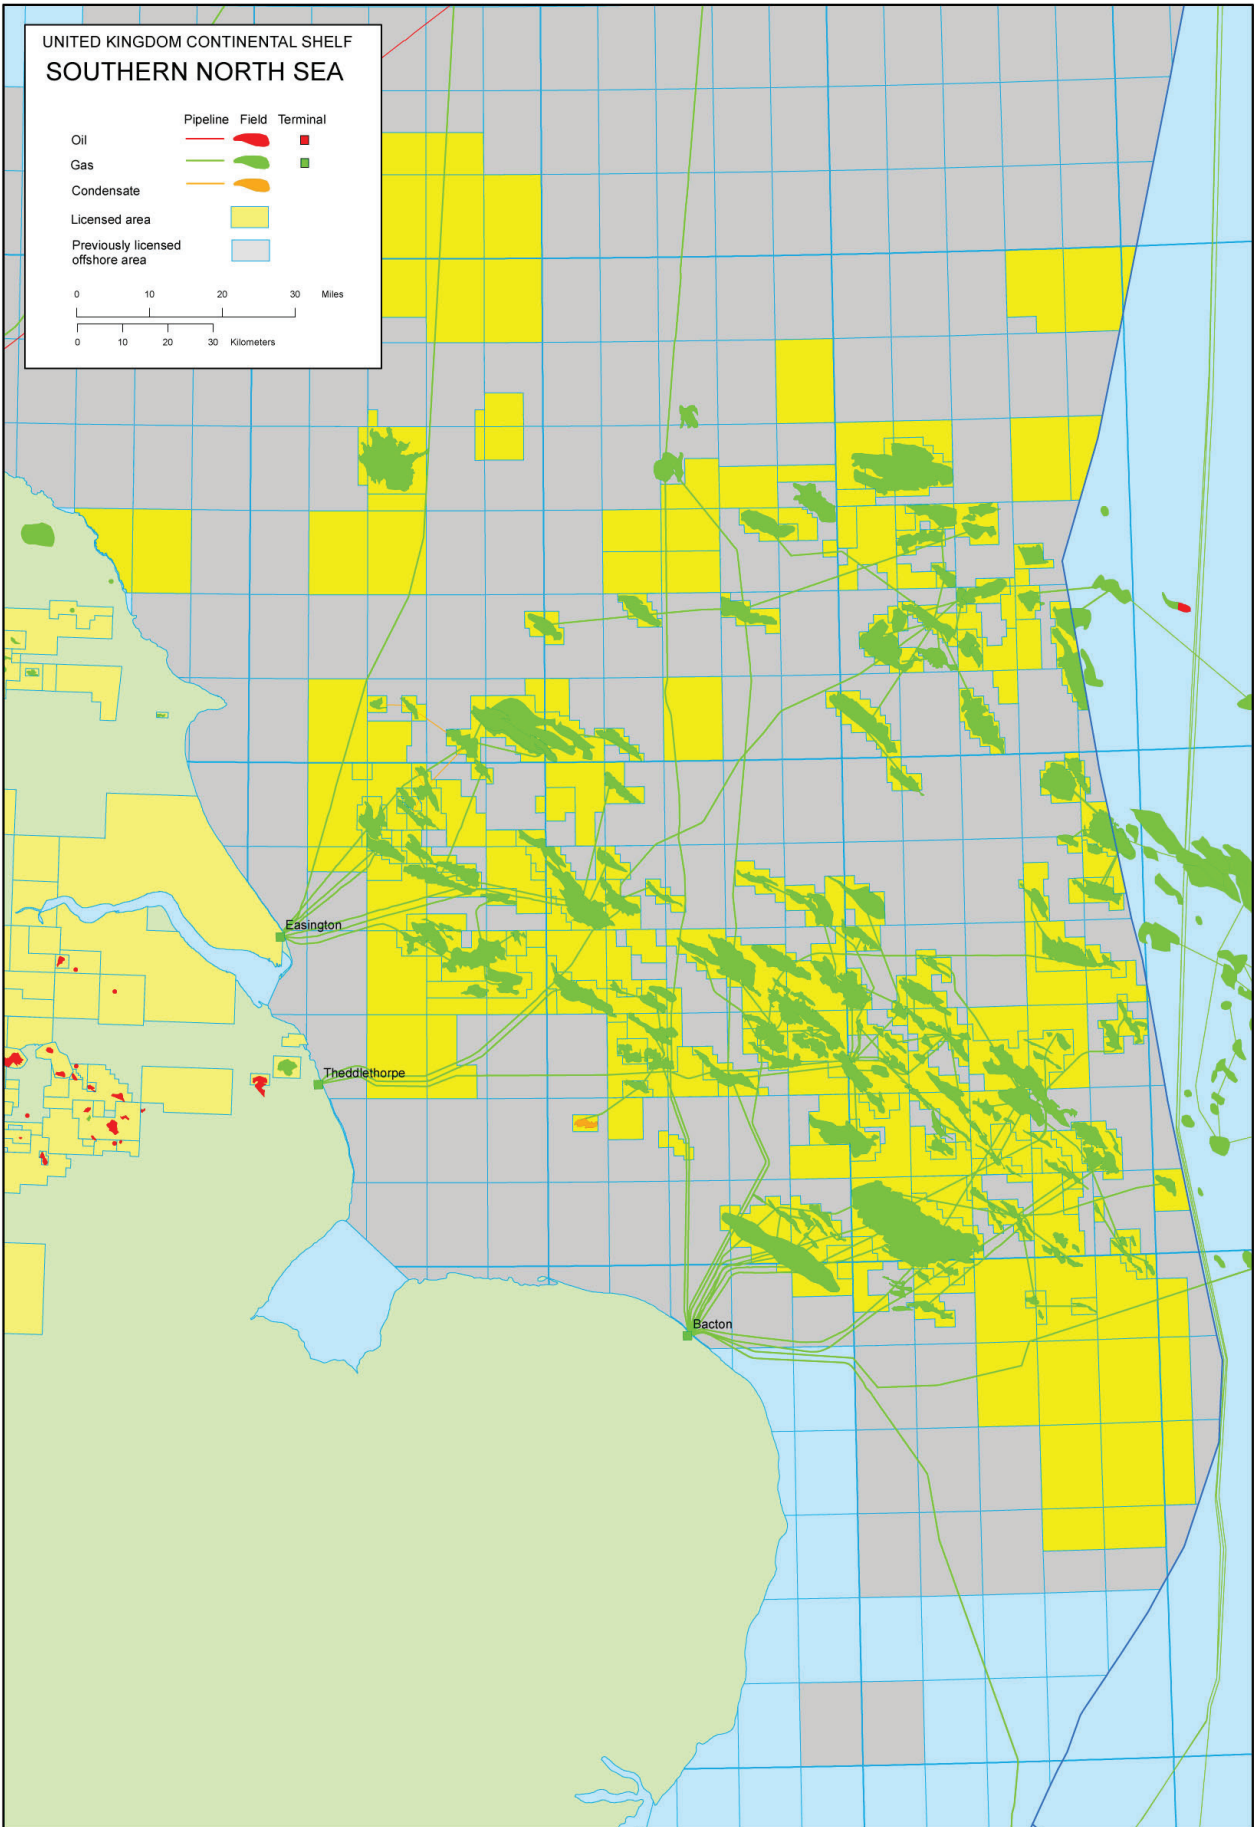 UNITED KINGDOM CONTINENTAL SHELF
SOUTHERN NORTH SEA
Pipeline Field Terminal
Oil
Gas
Condensate
Licensed area
Previously licensed
offshore area
0 10 20 30 Miles
0 10 20 30 Kilometers
Easington
Theddlethorpe
Bacton